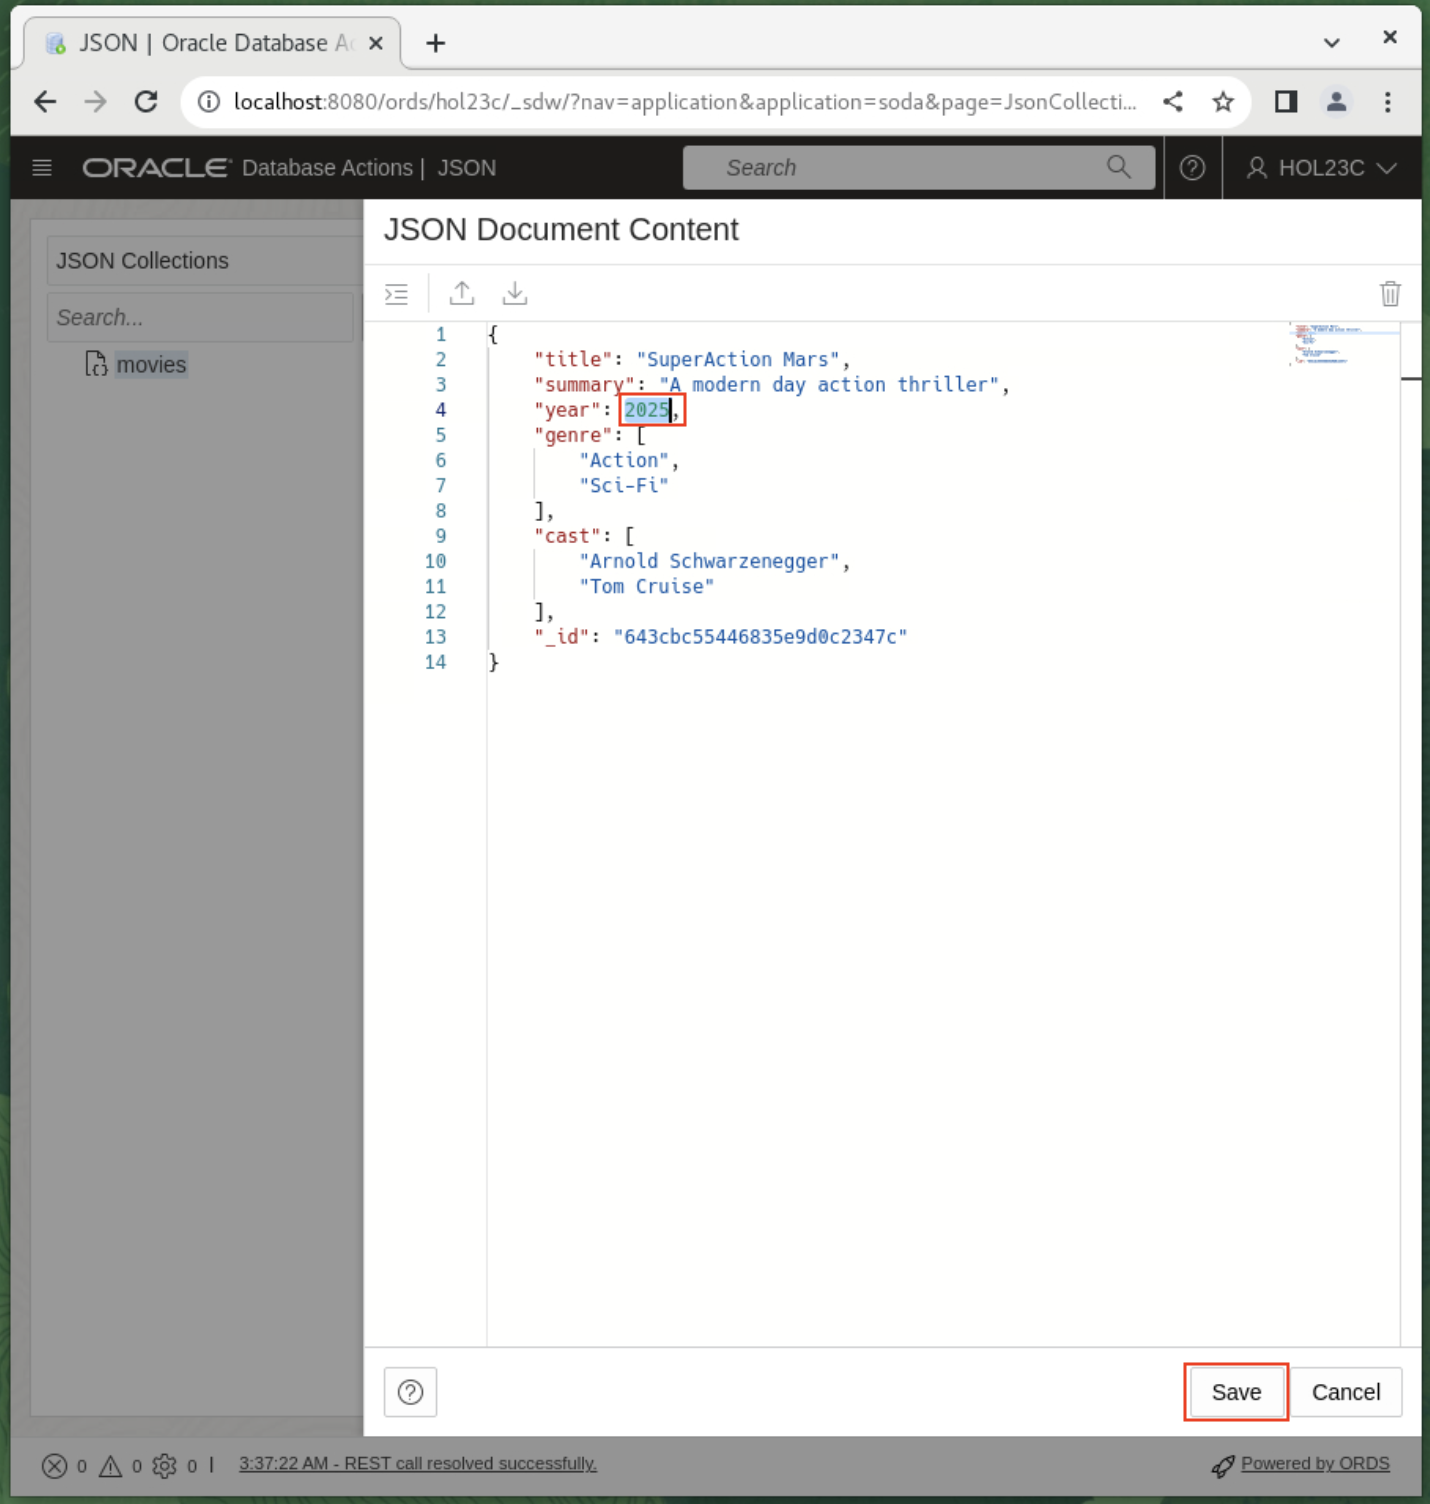 JSON | Oracle Database Ac
localhost:8080/ords/hol23c/_sdw/?nav=application&application=soda&page=JsonCollecti...
ORACLE Database Actions | JSON
Search
HOL23C
JSON Document Content
JSON Collections
Search...
movies
1 {
2 "title": "SuperAction Mars",
3 "summary": "A modern day action thriller",
4 "year": 2025,
5 "genre": [
6 "Action",
7 "Sci-Fi"
8 ],
9 "cast": [
10 "Arnold Schwarzenegger",
11 "Tom Cruise"
12 ],
13 "_id": "643cbc55446835e9d0c2347c"
14 }
Save
Cancel
0 0 0 | 3:37:22 AM - REST call resolved successfully.
Powered by ORDS